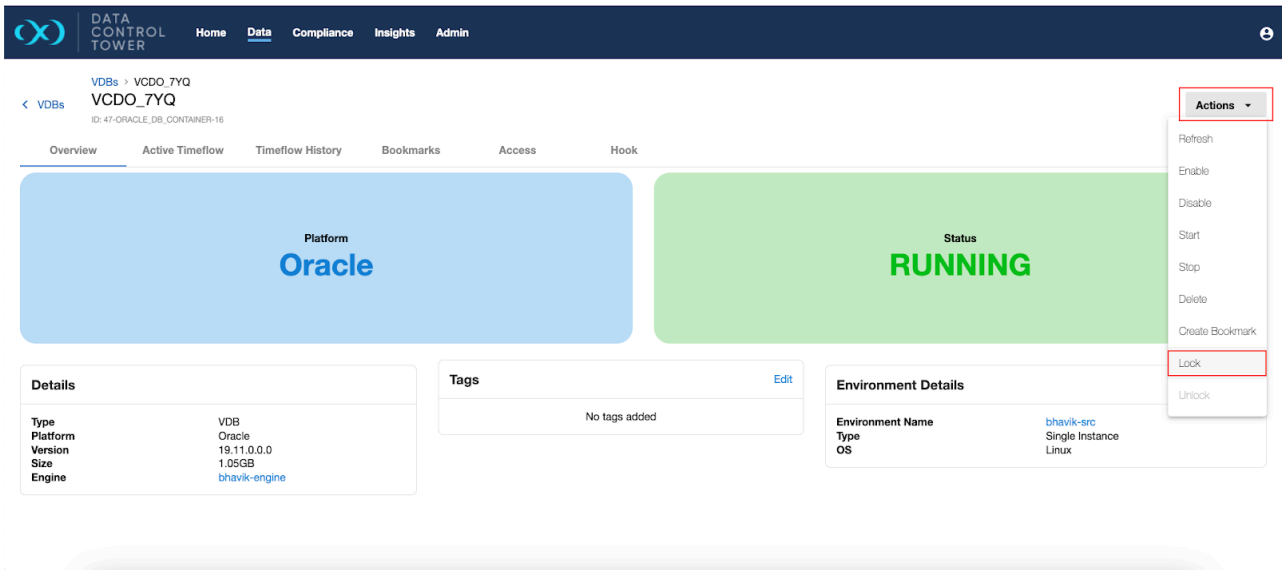 DATA
CONTROL
TOWER
Home Data Compliance Insights Admin
VDBs > VCDO_7YQ
< VDBs
VCDO_7YQ
ID: 47-ORACLE_DB_CONTAINER-16
Actions
Overview Active Timeflow Timeflow History Bookmarks Access Hook
Refresh
Enable
Disable
Start
Stop
Delete
Create Bookmark
Lock
Unlock
Platform
Oracle
Status
RUNNING
Details
Type VDB
Platform Oracle
Version 19.11.0.0.0
Size 1.05GB
Engine bhavik-engine
Tags Edit
No tags added
Environment Details
Environment Name bhavik-src
Type Single Instance
OS Linux